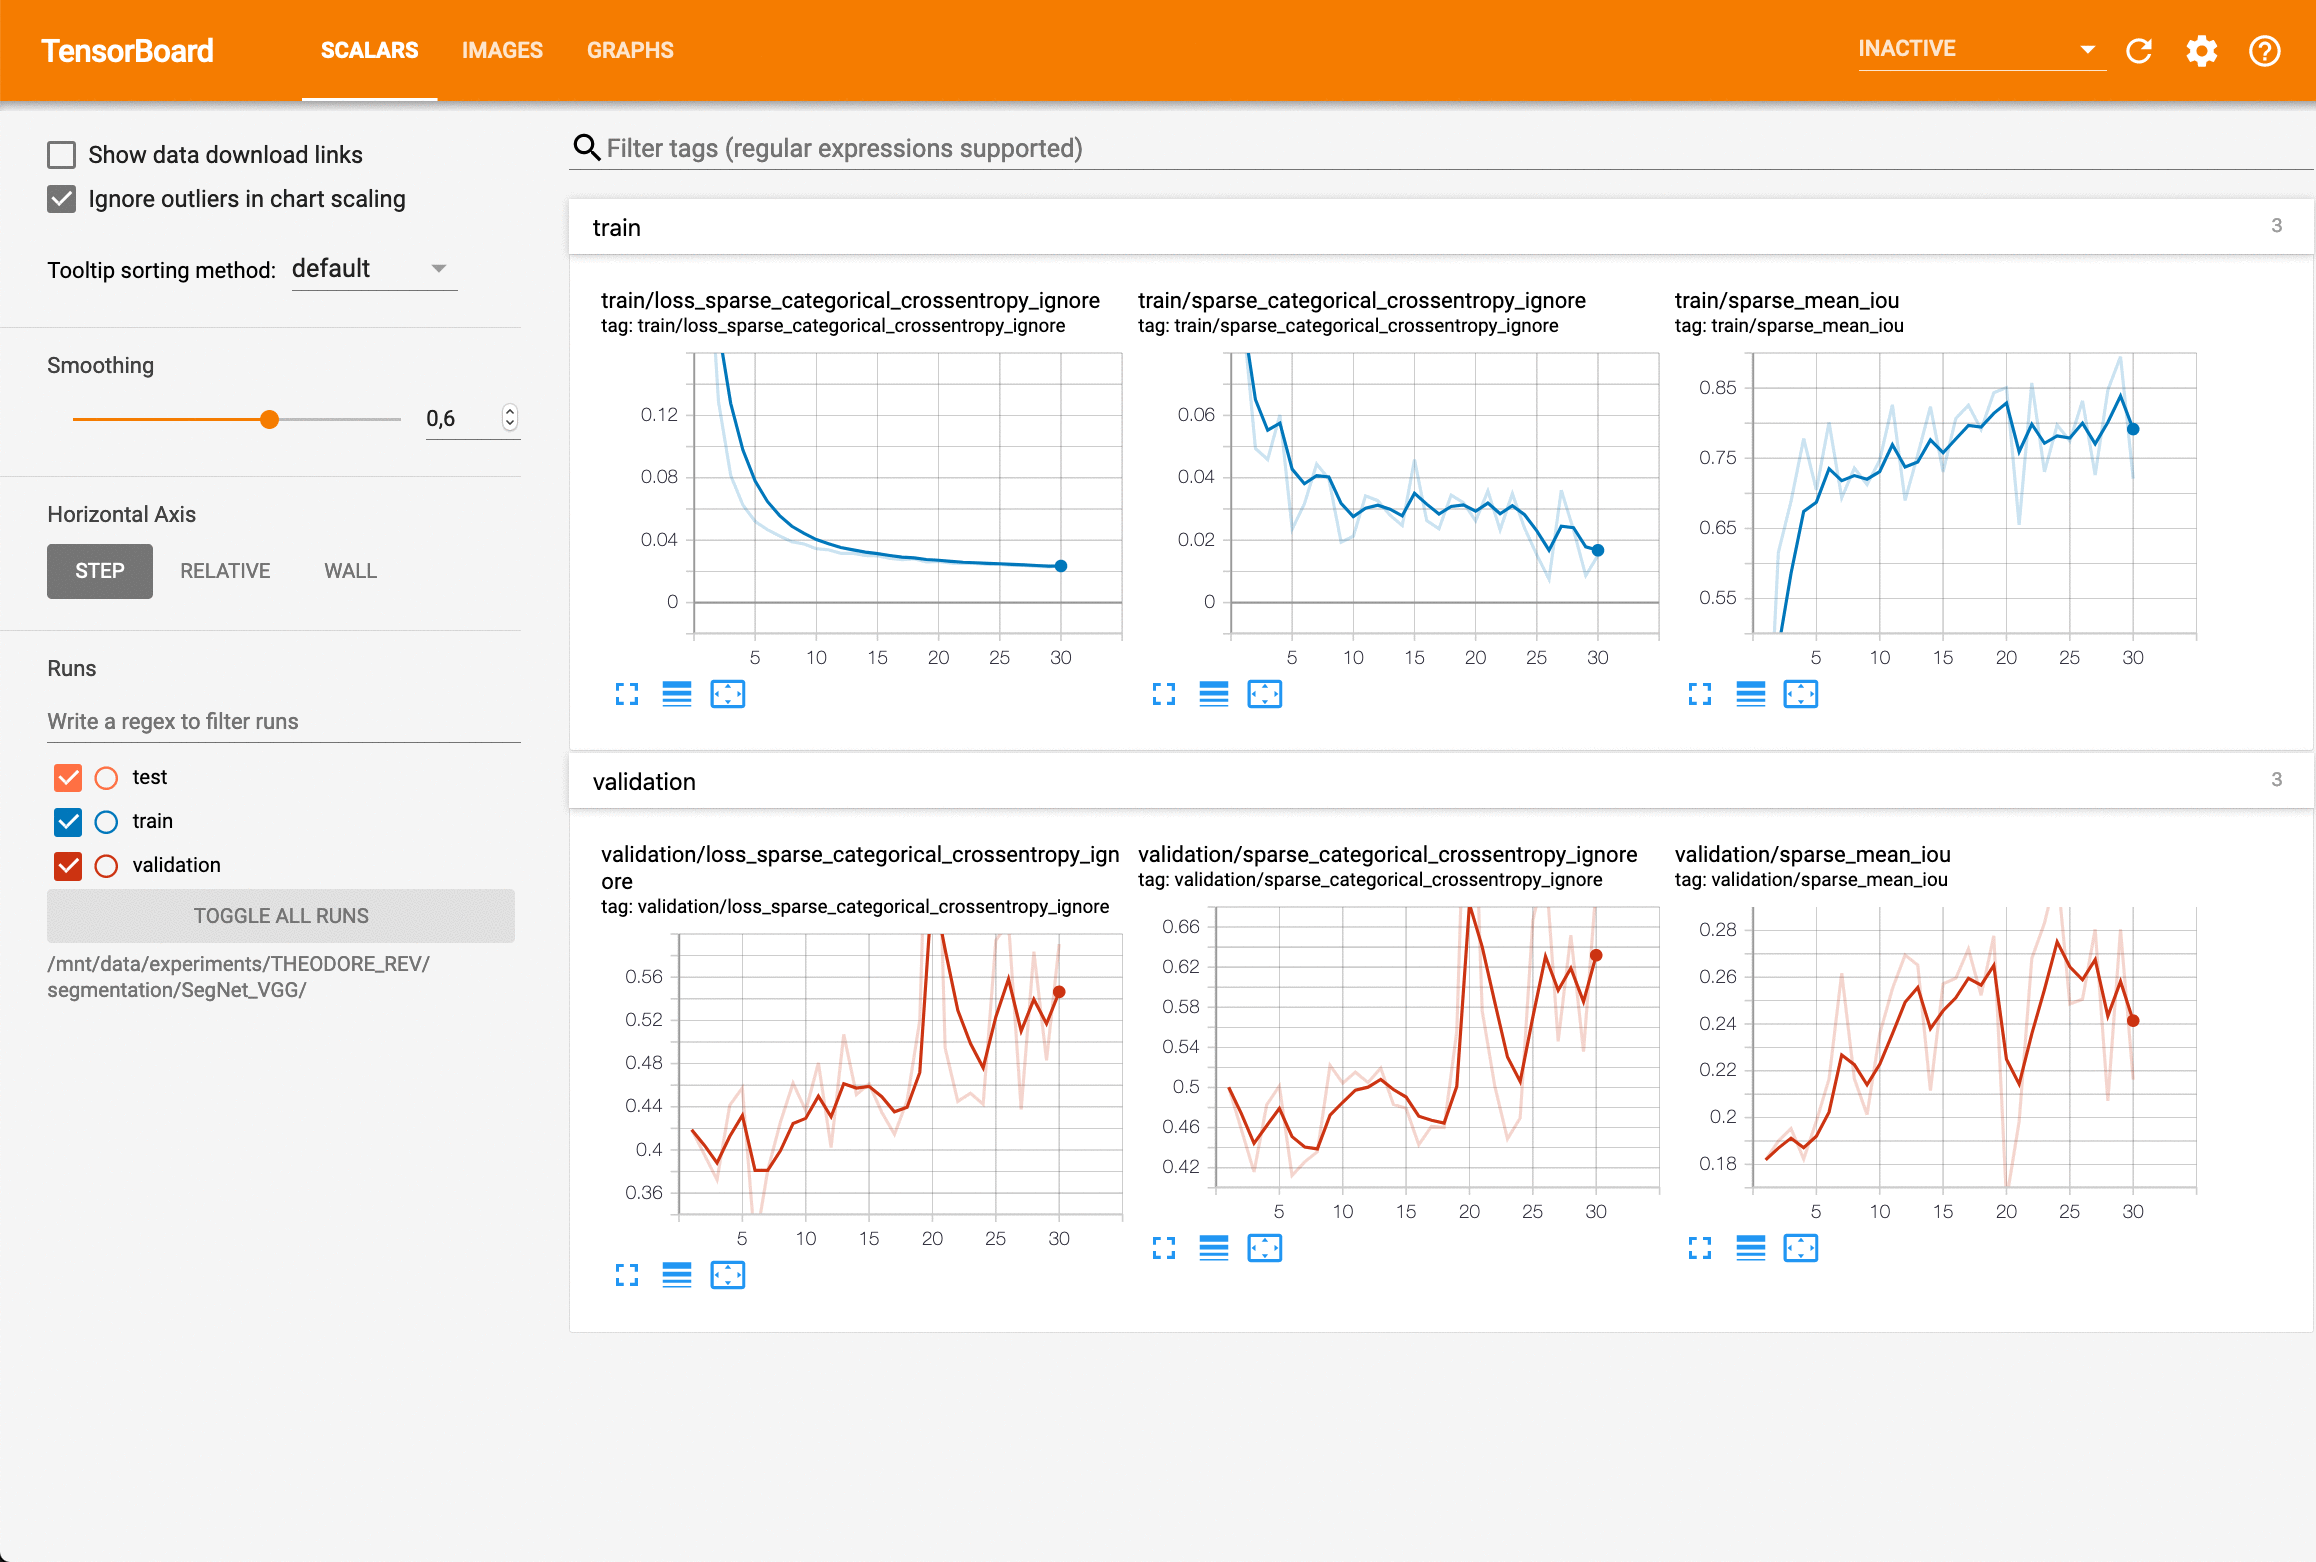 TensorBoard
SCALARS IMAGES GRAPHS
INACTIVE
Show data download links
Ignore outliers in chart scaling
Tooltip sorting method: default
Smoothing
0,6
Horizontal Axis
STEP RELATIVE WALL
Runs
Write a regex to filter runs
test
train
validation
TOGGLE ALL RUNS
/mnt/data/experiments/THEODORE_REV/
segmentation/SegNet_VGG/
Filter tags (regular expressions supported)
train 3
train/loss_sparse_categorical_crossentropy_ignore
tag: train/loss_sparse_categorical_crossentropy_ignore
0.12
0.08
0.04
0
5 10 15 20 25 30
train/sparse_categorical_crossentropy_ignore
tag: train/sparse_categorical_crossentropy_ignore
0.06
0.04
0.02
0
5 10 15 20 25 30
train/sparse_mean_iou
tag: train/sparse_mean_iou
0.85
0.75
0.65
0.55
5 10 15 20 25 30
validation 3
validation/loss_sparse_categorical_crossentropy_ign
ore
tag: validation/loss_sparse_categorical_crossentropy_ignore
0.56
0.52
0.48
0.44
0.4
0.36
5 10 15 20 25 30
validation/sparse_categorical_crossentropy_ignore
tag: validation/sparse_categorical_crossentropy_ignore
0.66
0.62
0.58
0.54
0.5
0.46
0.42
5 10 15 20 25 30
validation/sparse_mean_iou
tag: validation/sparse_mean_iou
0.28
0.26
0.24
0.22
0.2
0.18
5 10 15 20 25 30